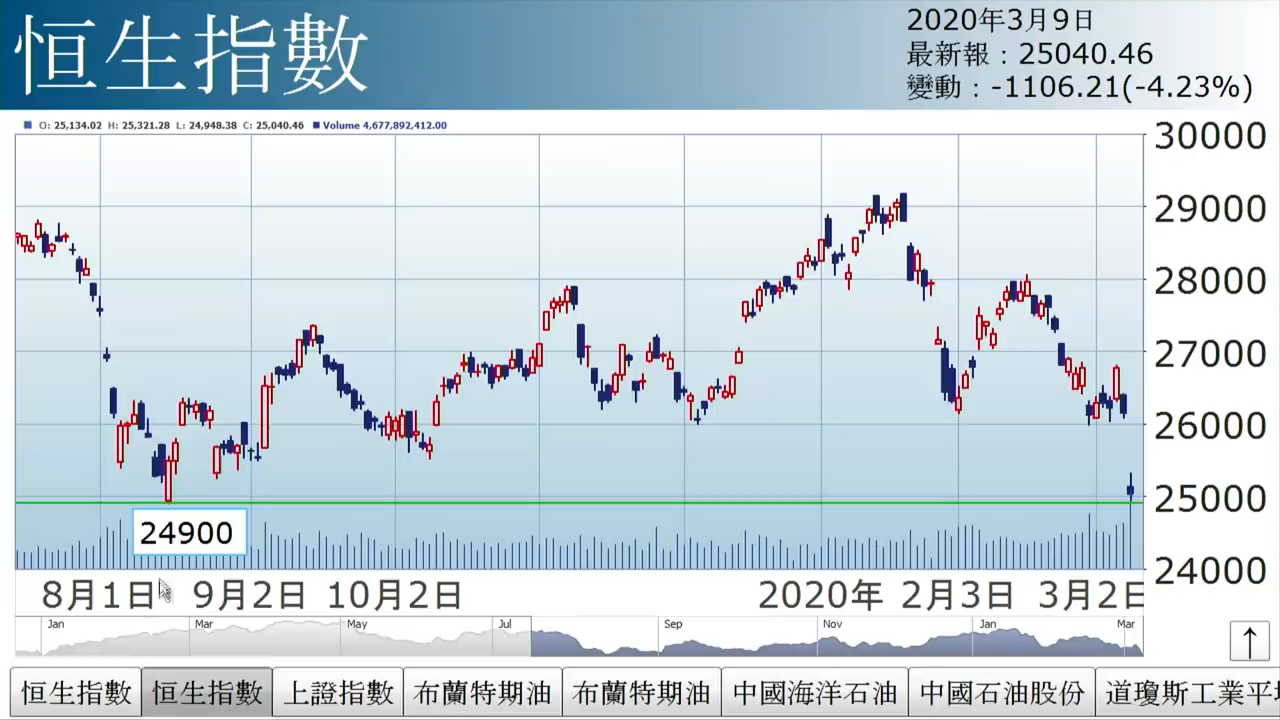 恒生指數
2020年3月9日
最新報：25040.46
變動：-1106.21(-4.23%)
O: 25,134.02 H: 25,321.28 L: 24,948.38 C: 25,040.46 Volume 4,677,892,412.00
30000
29000
28000
27000
26000
25000
24000
24900
8月1日 9月2日 10月2日 2020年 2月3日 3月2日
Jan Mar May Jul Sep Nov Jan Mar
↑
恒生指數 恒生指數 上證指數 布蘭特期油 布蘭特期油 中國海洋石油 中國石油股份 道瓊斯工業平